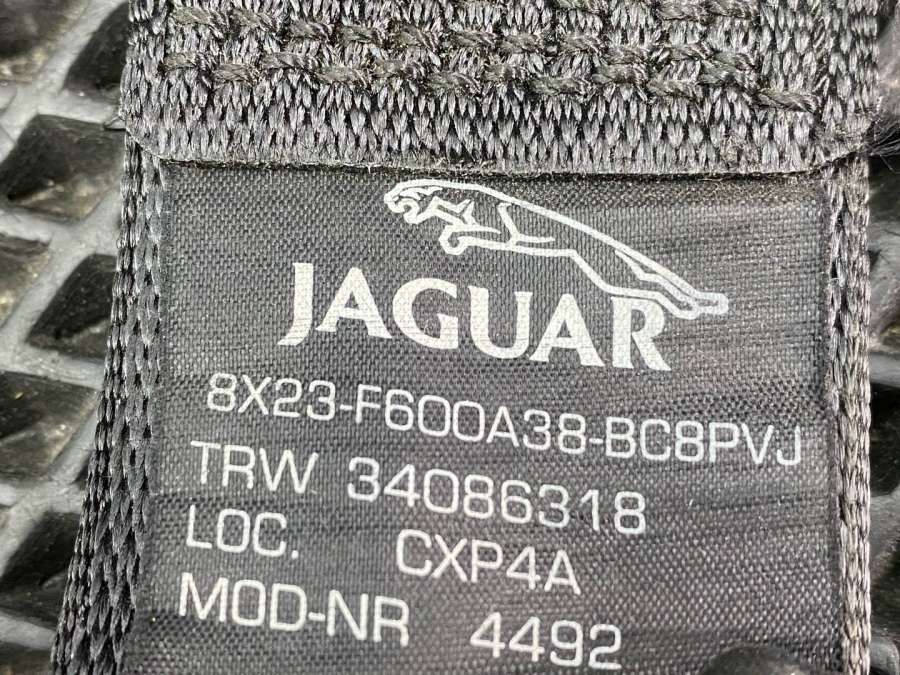 JAGUAR
8X23-F600A38-BC8PVJ
TRW 34086318
LOC. CXP4A
MOD-NR 4492